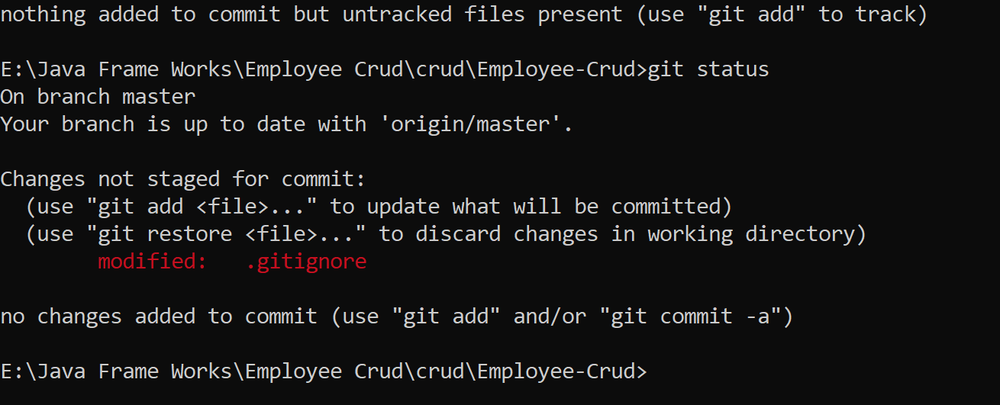 nothing added to commit but untracked files present (use "git add" to track)
E:\Java Frame Works\Employee Crud\crud\Employee-Crud>git status
On branch master
Your branch is up to date with 'origin/master'.
Changes not staged for commit:
(use "git add <file>..." to update what will be committed)
(use "git restore <file>..." to discard changes in working directory)
modified:   .gitignore
no changes added to commit (use "git add" and/or "git commit -a")
E:\Java Frame Works\Employee Crud\crud\Employee-Crud>